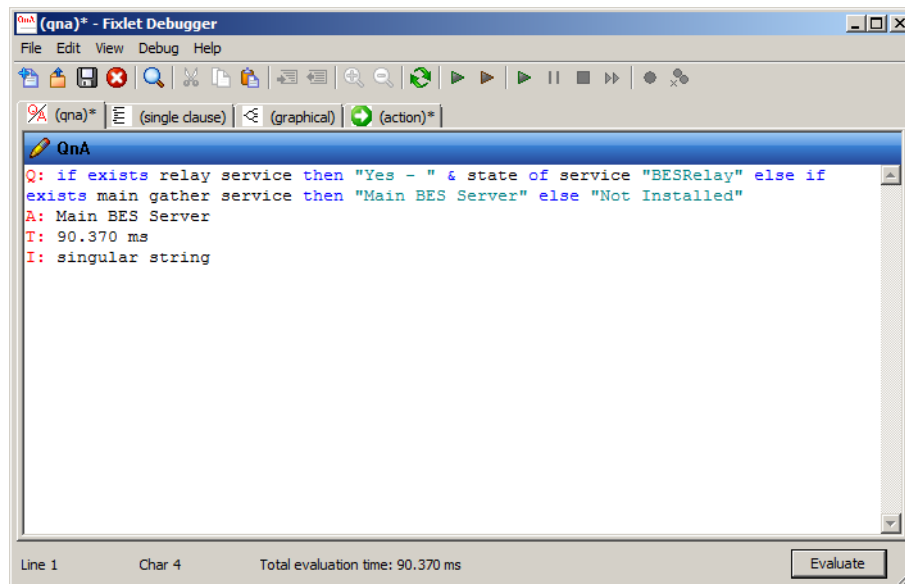 (qna)* - Fixlet Debugger
File Edit View Debug Help
(qna)* (single clause) (graphical) (action)*
QnA
Q: if exists relay service then "Yes - " & state of service "BESRelay" else if
exists main gather service then "Main BES Server" else "Not Installed"
A: Main BES Server
T: 90.370 ms
I: singular string
Line 1 Char 4 Total evaluation time: 90.370 ms Evaluate